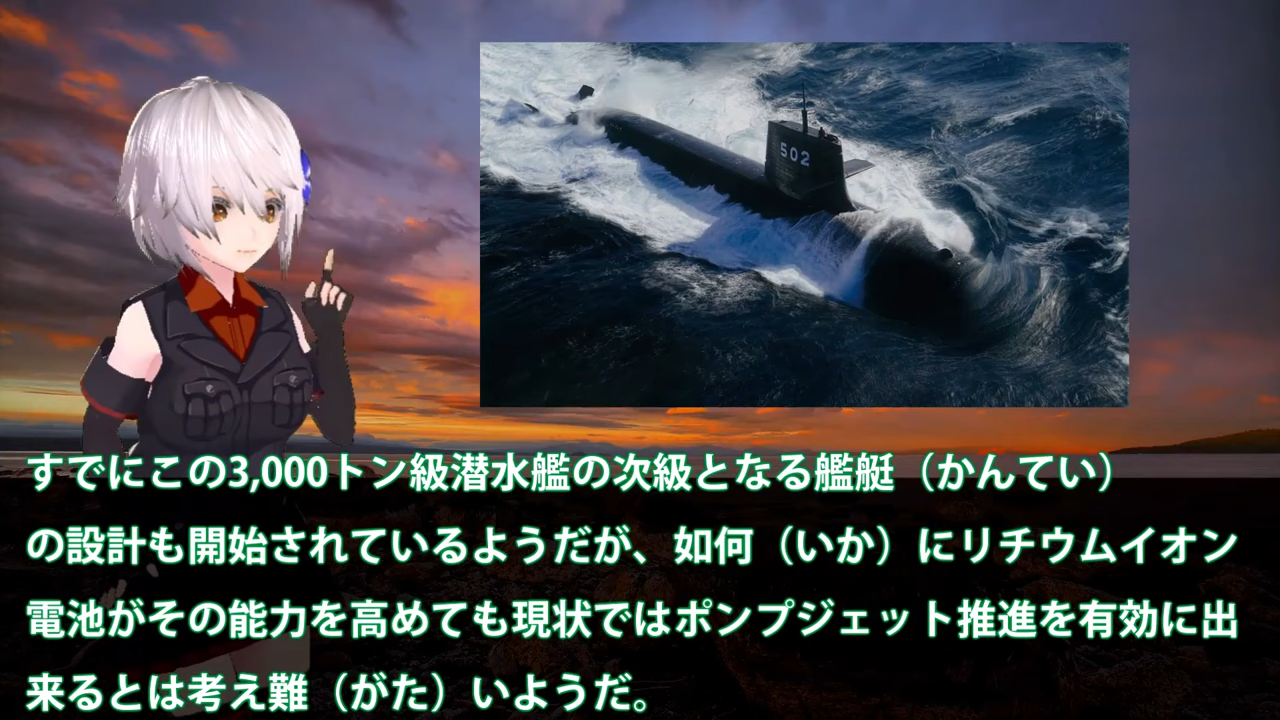 502
すでにこの3,000トン級潜水艦の次級となる艦艇（かんてい）
の設計も開始されているようだが、如何（いか）にリチウムイオン
電池がその能力を高めても現状ではポンプジェット推進を有効に出
来るとは考え難（がた）いようだ。